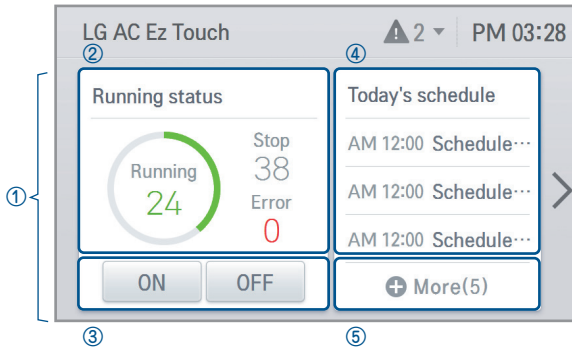 LG AC Ez Touch
2
PM 03:28
②
④
①
Running status
Running
24
Stop
38
Error
0
Today's schedule
AM 12:00 Schedule···
AM 12:00 Schedule···
AM 12:00 Schedule···
ON
OFF
More(5)
③
⑤